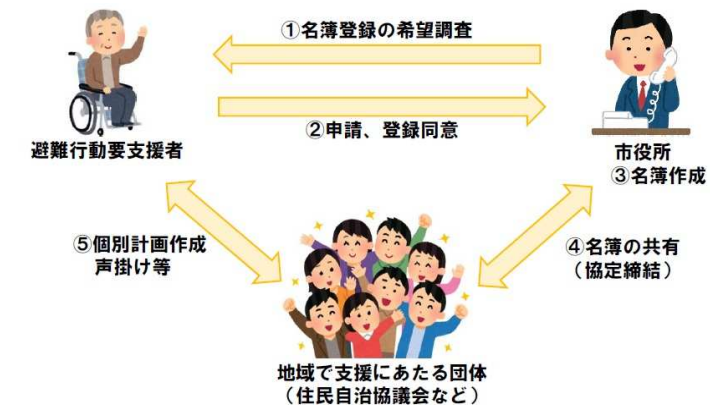 ①名簿登録の希望調査
②申請、登録同意
避難行動要支援者
市役所
③名簿作成
⑤個別計画作成
声掛け等
④名簿の共有
（協定締結）
地域で支援にあたる団体
（住民自治協議会など）